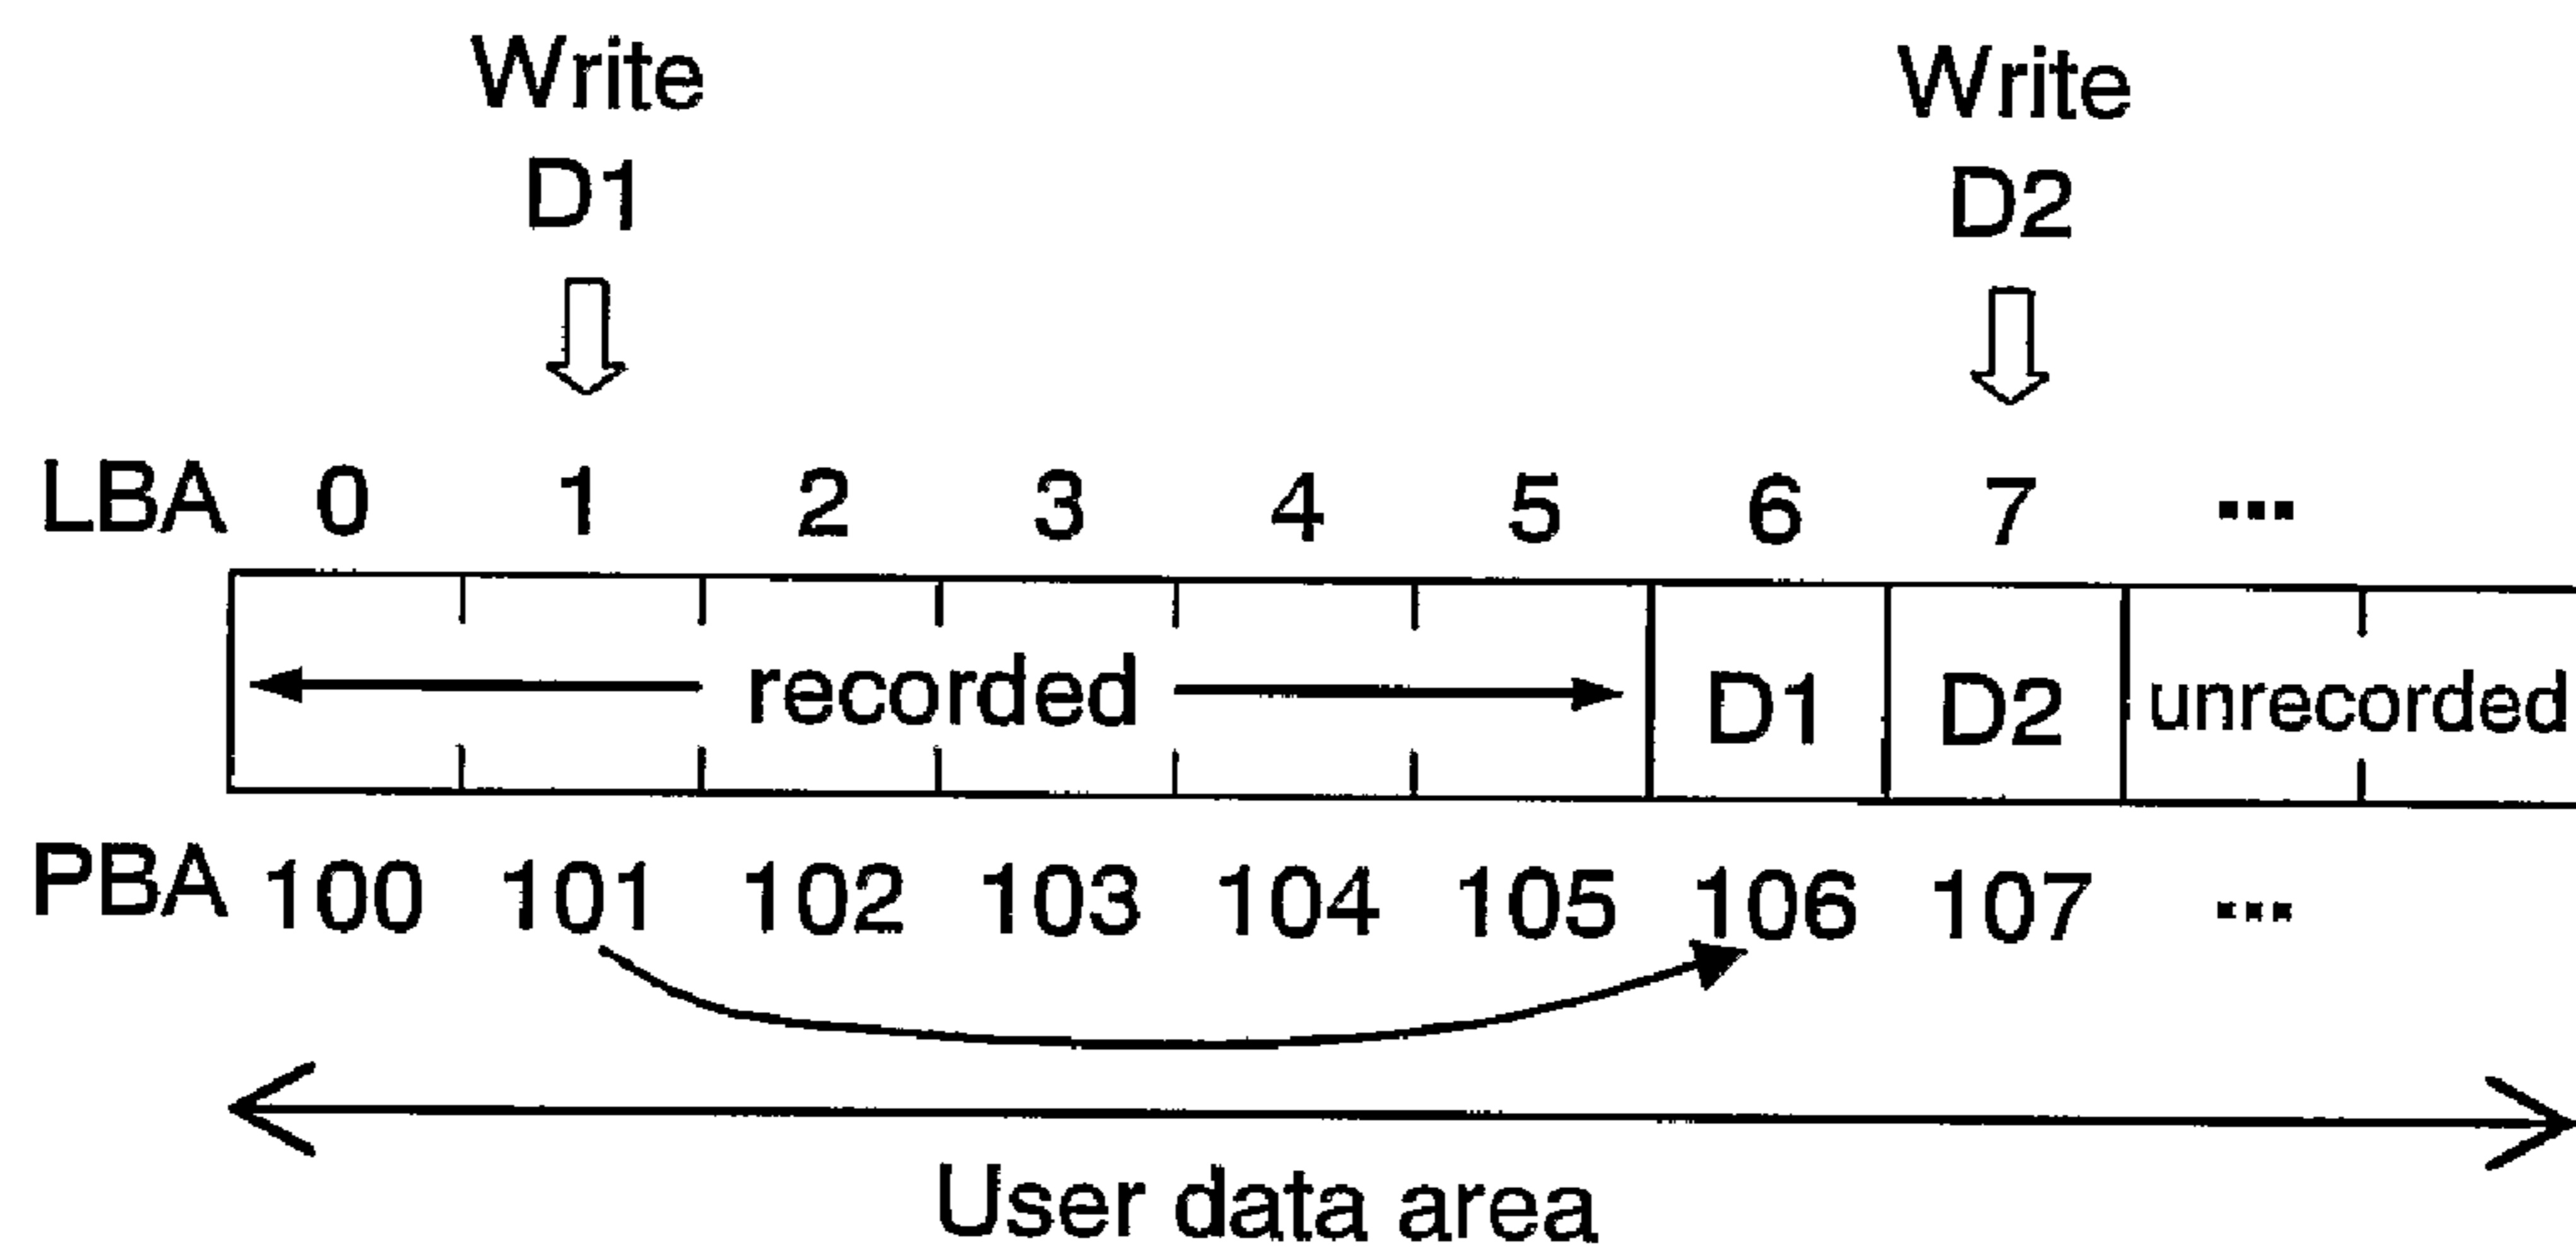 Write Write
D1 D2
LBA 0 1 2 3 4 5 6 7 ...
recorded D1 D2 unrecorded
PBA 100 101 102 103 104 105 106 107 ...
User data area